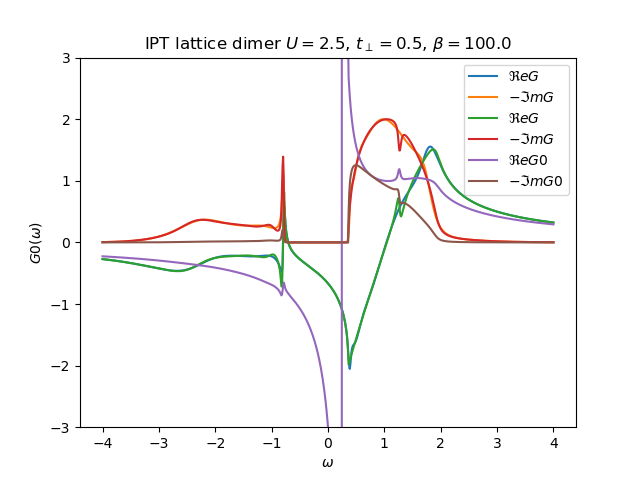 IPT lattice dimer U = 2.5, t⊥ = 0.5, β = 100.0
3
2
1
0
−1
−2
−3
G0(ω)
ℜeG
−ℑmG
ℜeG
−ℑmG
ℜeG0
−ℑmG0
−4 −3 −2 −1 0 1 2 3 4
ω